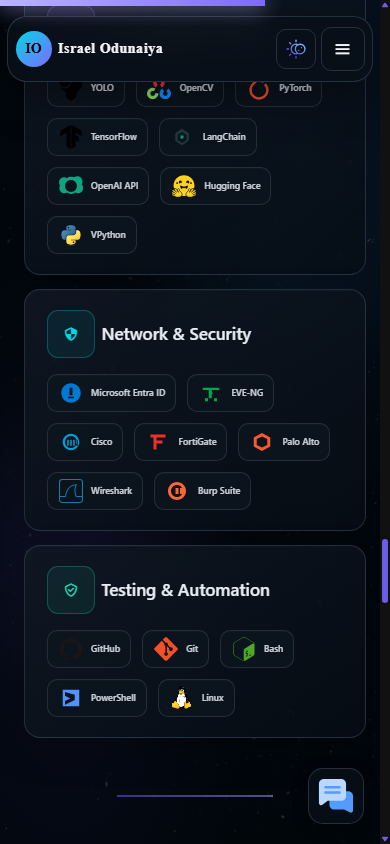 IO Israel Odunaiya
YOLO OpenCV PyTorch
TensorFlow LangChain
OpenAI API Hugging Face
VPython
Network & Security
Microsoft Entra ID EVE-NG
Cisco FortiGate Palo Alto
Wireshark Burp Suite
Testing & Automation
GitHub Git Bash
PowerShell Linux